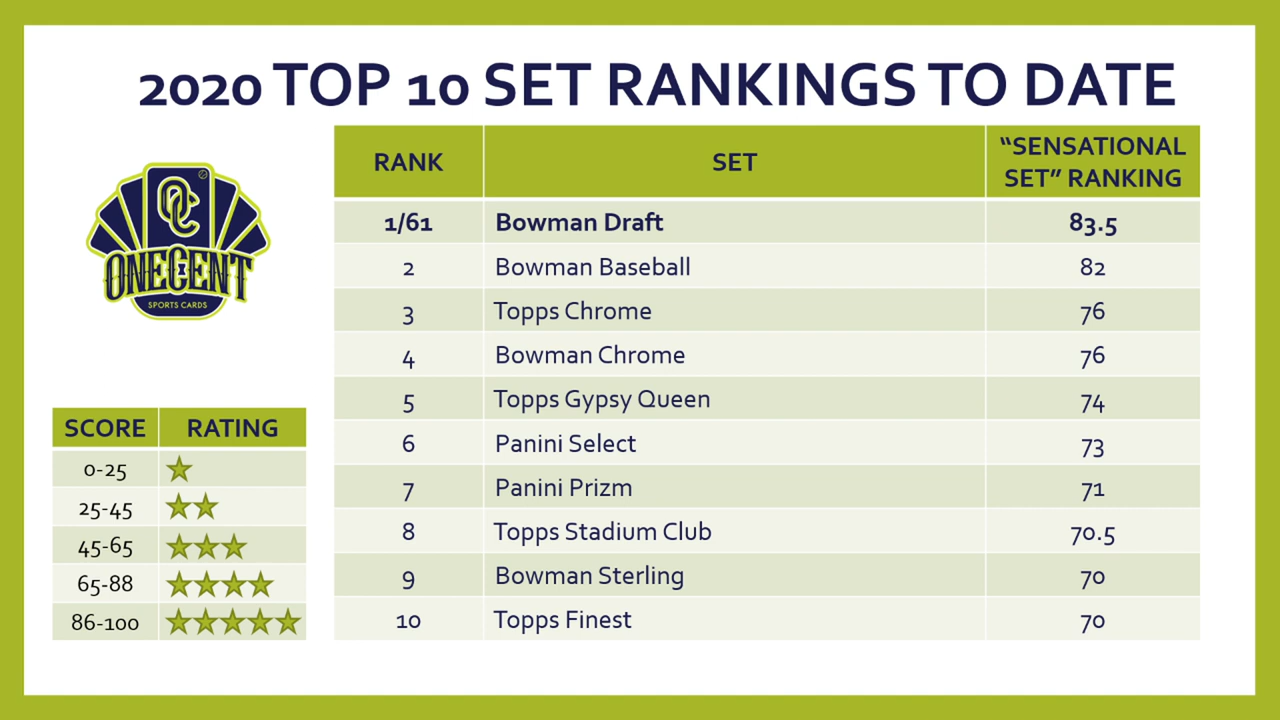 2020 TOP 10 SET RANKINGS TO DATE
OC
ONECENT
SPORTS CARDS
RANK SET "SENSATIONAL SET" RANKING
1/61 Bowman Draft 83.5
2 Bowman Baseball 82
3 Topps Chrome 76
4 Bowman Chrome 76
5 Topps Gypsy Queen 74
6 Panini Select 73
7 Panini Prizm 71
8 Topps Stadium Club 70.5
9 Bowman Sterling 70
10 Topps Finest 70
SCORE RATING
0-25
25-45
45-65
65-88
86-100